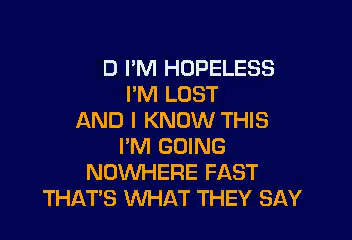 D I'M HOPELESS
I'M LOST
AND I KNOW THIS
I'M GOING
NOWHERE FAST
THAT'S WHAT THEY SAY